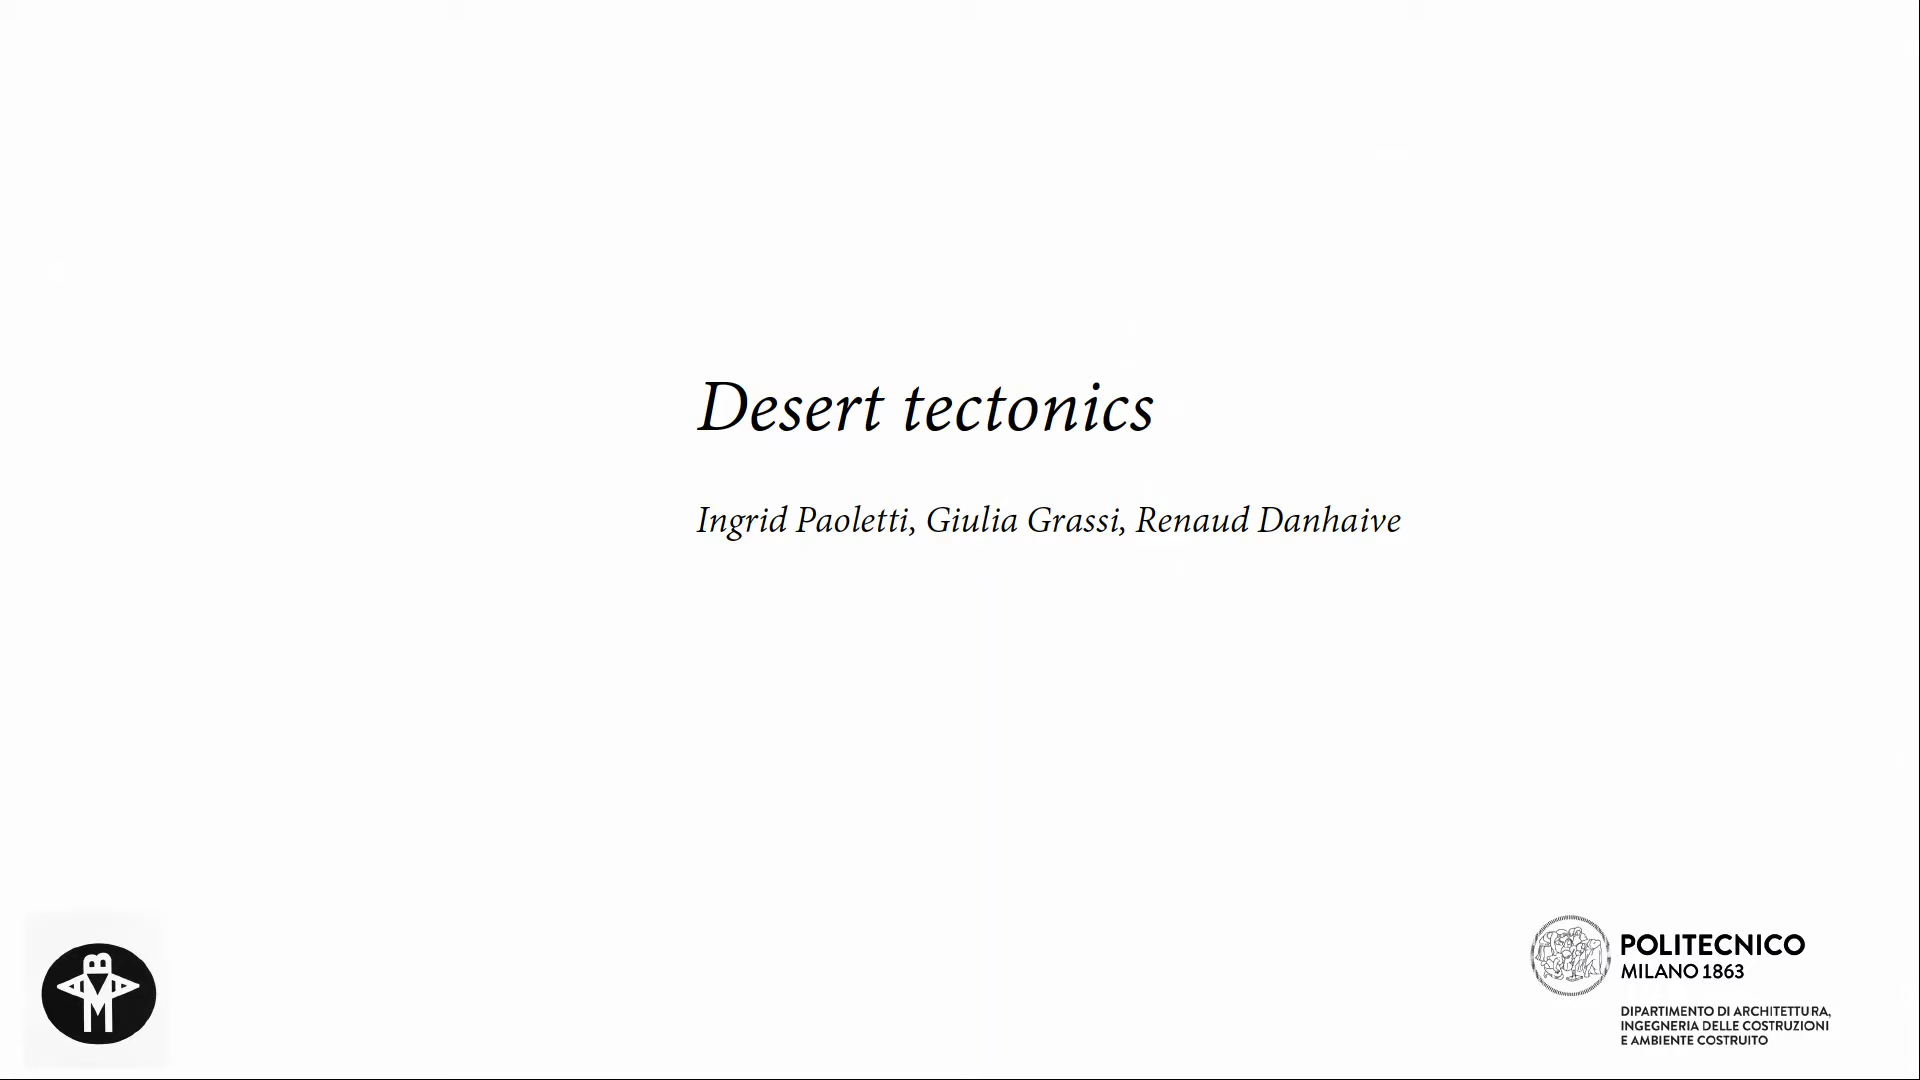 Desert tectonics
Ingrid Paoletti, Giulia Grassi, Renaud Danhaive
POLITECNICO
MILANO 1863
DIPARTIMENTO DI ARCHITETTURA,
INGEGNERIA DELLE COSTRUZIONI
E AMBIENTE COSTRUITO